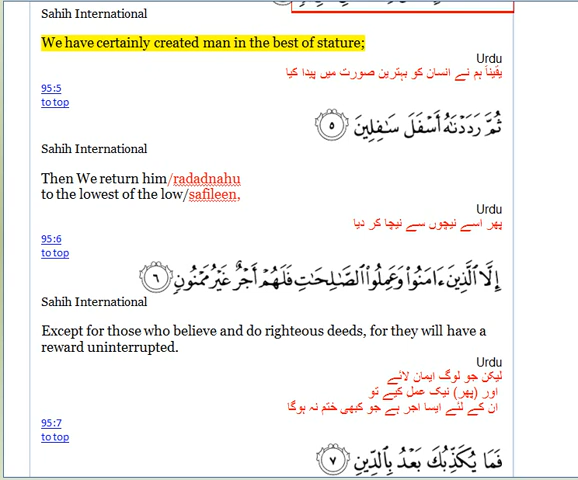 Sahih International
We have certainly created man in the best of stature;
Urdu
یقیناً ہم نے انسان کو بہترین صورت میں پیدا کیا
95:5
to top
ثُمَّ رَدَدْنَٰهُ أَسْفَلَ سَٰفِلِينَ ٥
Sahih International
Then We return him/radadnahu
to the lowest of the low/safileen,
Urdu
پھر اسے نیچوں سے نیچا کر دیا
95:6
to top
إِلَّا ٱلَّذِينَ ءَامَنُوا۟ وَعَمِلُوا۟ ٱلصَّٰلِحَٰتِ فَلَهُمْ أَجْرٌ غَيْرُ مَمْنُونٍ ٦
Sahih International
Except for those who believe and do righteous deeds, for they will have a
reward uninterrupted.
Urdu
لیکن جو لوگ ایمان لائے
اور (پھر) نیک عمل کیے تو
ان کے لئے ایسا اجر ہے جو کبھی ختم نہ ہوگا
95:7
to top
فَمَا يُكَذِّبُكَ بَعْدُ بِٱلدِّينِ ٧